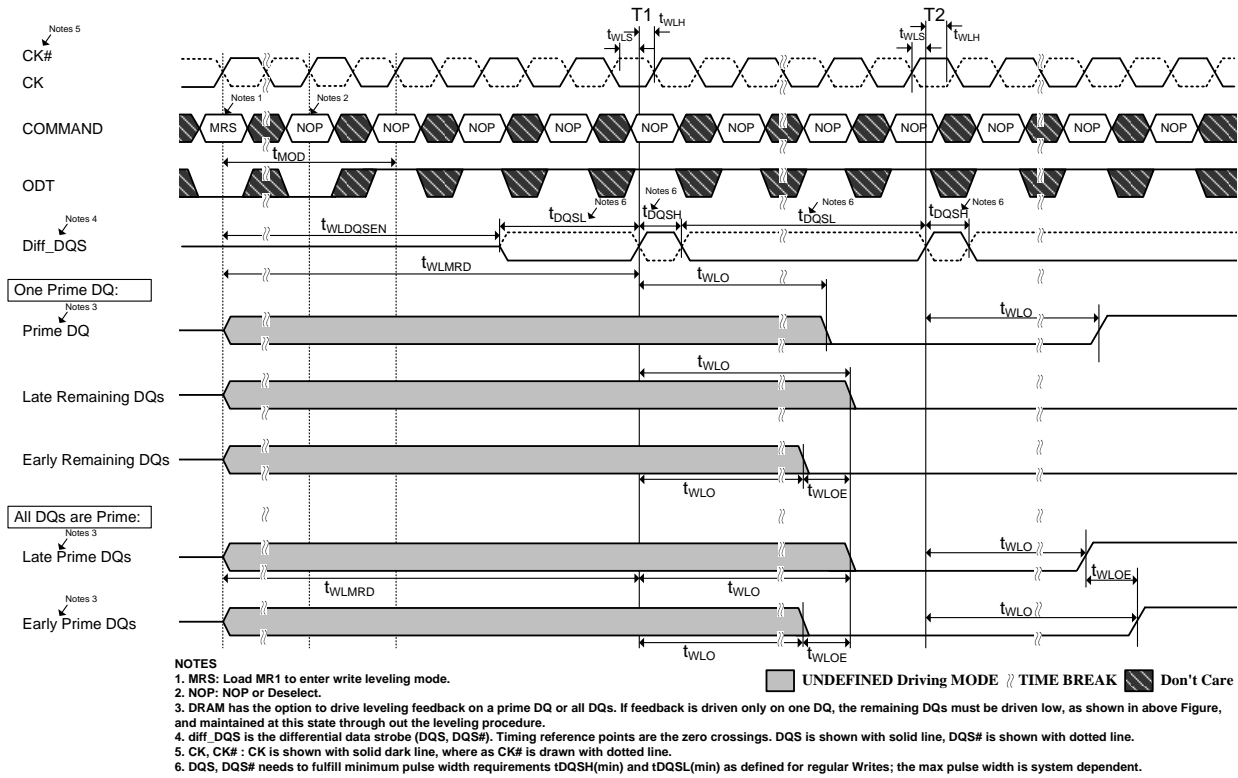 T1 T2
Notes 5
tWLS tWLH tWLS tWLH
CK#
CK
Notes 1 Notes 2
COMMAND MRS NOP NOP NOP NOP NOP NOP NOP NOP NOP NOP NOP
tMOD
ODT
Notes 4 Notes 6 Notes 6 Notes 6 Notes 6
tWLDQSEN tDQSL tDQSH tDQSL tDQSH
Diff_DQS
tWLMRD tWLO
One Prime DQ:
Notes 3
Prime DQ tWLO
tWLO
Late Remaining DQs
Early Remaining DQs
tWLO tWLOE
All DQs are Prime:
Notes 3
Late Prime DQs tWLO
tWLMRD tWLO tWLOE
Notes 3
Early Prime DQs tWLO
tWLO tWLOE
NOTES
UNDEFINED Driving MODE TIME BREAK Don't Care
1. MRS: Load MR1 to enter write leveling mode.
2. NOP: NOP or Deselect.
3. DRAM has the option to drive leveling feedback on a prime DQ or all DQs. If feedback is driven only on one DQ, the remaining DQs must be driven low, as shown in above Figure,
and maintained at this state through out the leveling procedure.
4. diff_DQS is the differential data strobe (DQS, DQS#). Timing reference points are the zero crossings. DQS is shown with solid line, DQS# is shown with dotted line.
5. CK, CK# : CK is shown with solid dark line, where as CK# is drawn with dotted line.
6. DQS, DQS# needs to fulfill minimum pulse width requirements tDQSH(min) and tDQSL(min) as defined for regular Writes; the max pulse width is system dependent.